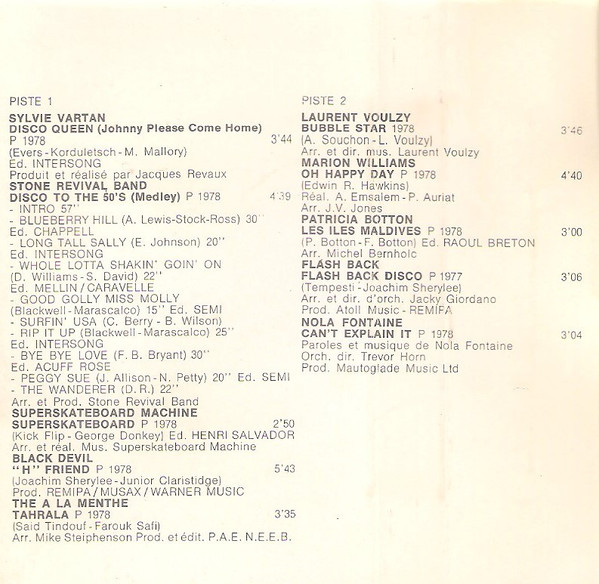 PISTE 1
SYLVIE VARTAN
DISCO QUEEN (Johnny Please Come Home)
P 1978 3'44
(Evers-Korduletsch-M. Mallory)
Ed. INTERSONG
Produit et réalisé par Jacques Revaux
STONE REVIVAL BAND
DISCO TO THE 50'S (Medley) P 1978 4'39
- INTRO 57''
- BLUEBERRY HILL (A. Lewis-Stock-Ross) 30''
Ed. CHAPPELL
- LONG TALL SALLY (E. Johnson) 20''
Ed. INTERSONG
- WHOLE LOTTA SHAKIN' GOIN' ON
(D. Williams-S. David) 22''
Ed. MELLIN/CARAVELLE
- GOOD GOLLY MISS MOLLY
(Blackwell-Marascalco) 15'' Ed. SEMI
- SURFIN' USA (C. Berry - B. Wilson)
- RIP IT UP (Blackwell-Marascalco) 25''
Ed. INTERSONG
- BYE BYE LOVE (F. B. Bryant) 30''
Ed. ACUFF ROSE
- PEGGY SUE (J. Allison-N. Petty) 20'' Ed. SEMI
- THE WANDERER (D.R.) 22''
Arr. et Prod. Stone Revival Band
SUPERSKATEBOARD MACHINE
SUPERSKATEBOARD P 1978 2'50
(Kick Flip-George Donkey) Ed. HENRI SALVADOR
Arr. et réal. Mus. Superskateboard Machine
BLACK DEVIL
"H" FRIEND P 1978 5'43
(Joachim Sherylee-Junior Claristidge)
Prod. REMIPA/MUSAX/WARNER MUSIC
THE A LA MENTHE
TAHRALA P 1978 3'35
(Said Tindouf-Farouk Safi)
Arr. Mike Steiphenson Prod. et édit. P.A.E. N.E.E.B.
PISTE 2
LAURENT VOULZY
BUBBLE STAR 1978 3'46
(A. Souchon-L. Voulzy)
Arr. et dir. mus. Laurent Voulzy
MARION WILLIAMS
OH HAPPY DAY P 1978 4'40
(Edwin R. Hawkins)
Réal. A. Emsalem-P. Auriat
Arr. J.V. Jones
PATRICIA BOTTON
LES ILES MALDIVES P 1978 3'00
(P. Botton-F. Botton) Ed. RAOUL BRETON
Arr. Michel Bernholc
FLASH BACK
FLASH BACK DISCO P 1977 3'06
(Tempesti-Joachim Sherylee)
Arr. et dir. d'orch. Jacky Giordano
Prod. Atoll Music - REMIFA
NOLA FONTAINE
CAN'T EXPLAIN IT P 1978 3'04
Paroles et musique de Nola Fontaine
Orch. dir. Trevor Horn
Prod. Mautoglade Music Ltd